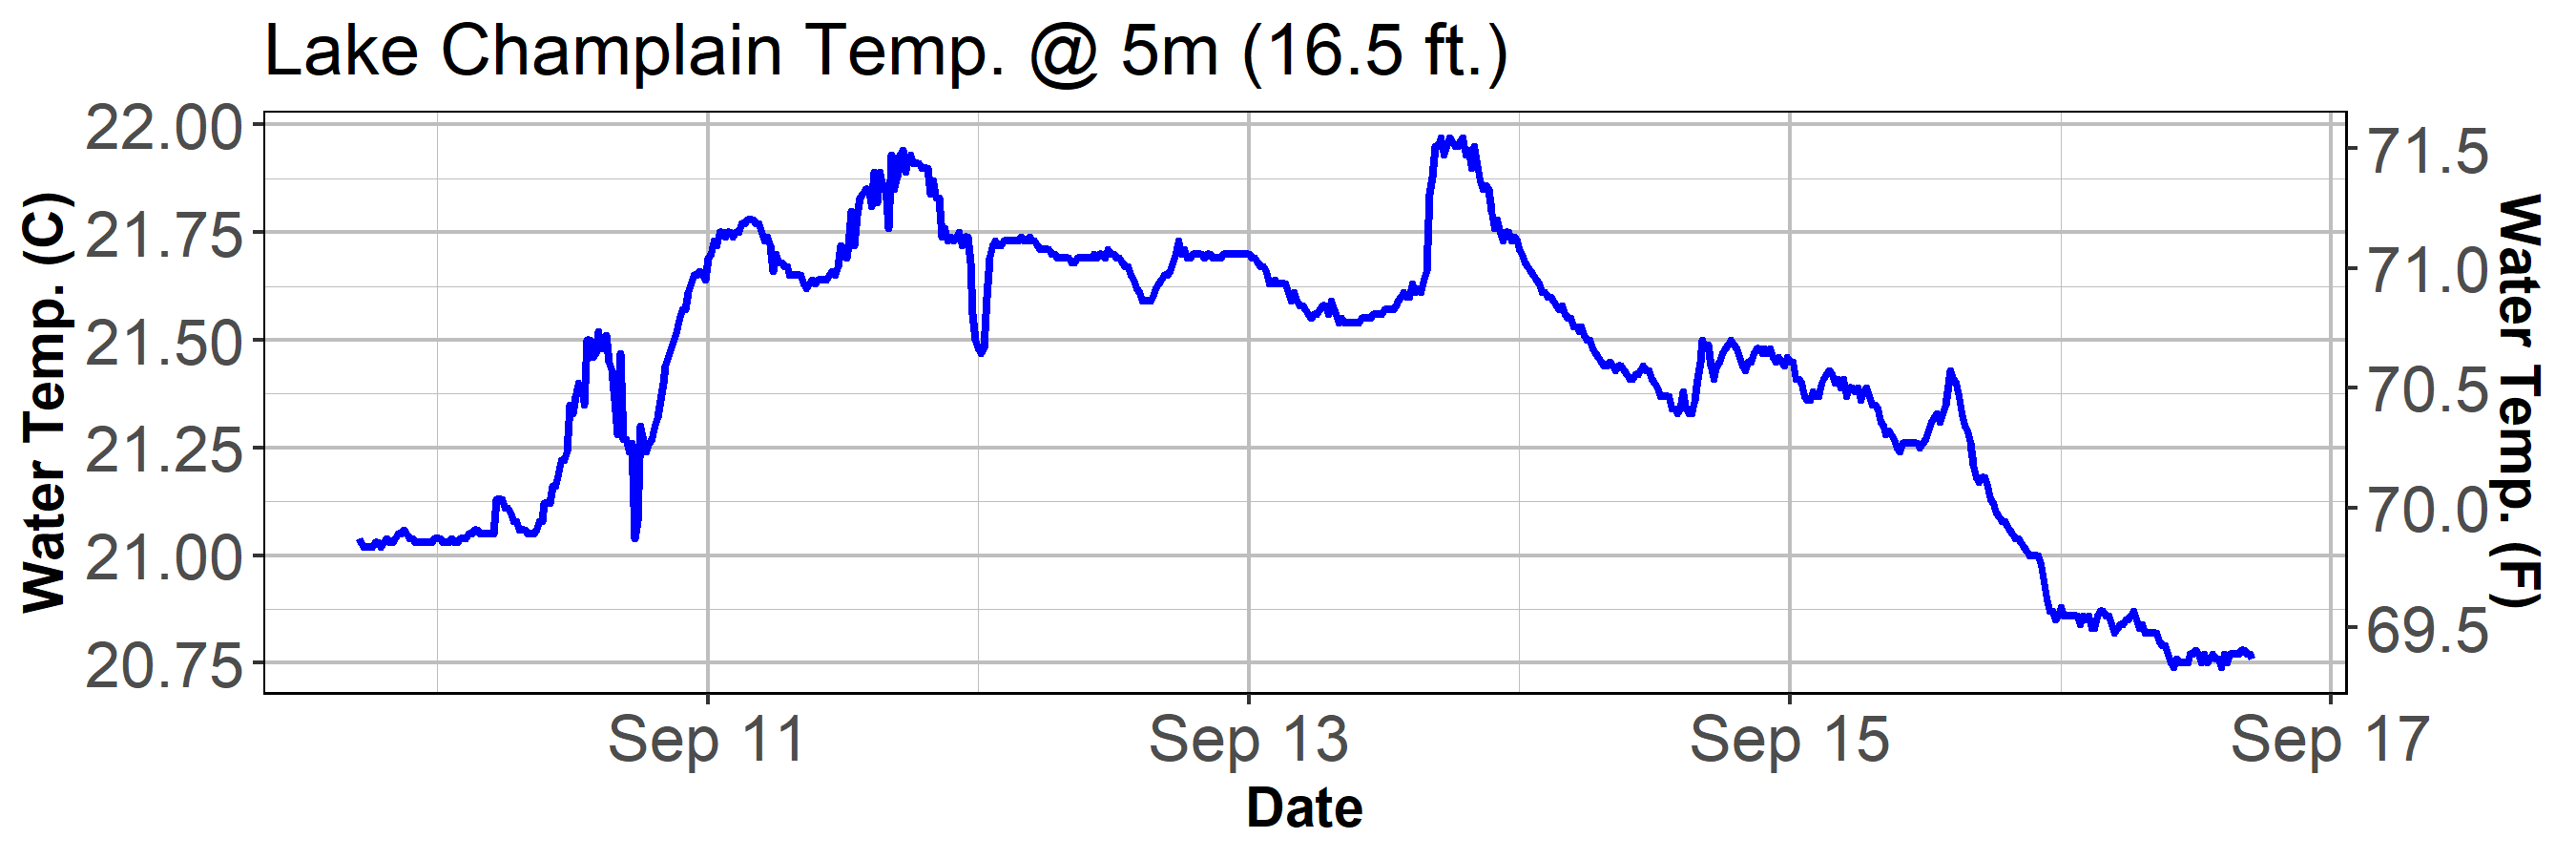 Lake Champlain Temp. @ 5m (16.5 ft.)
Water Temp. (C)
22.00
21.75
21.50
21.25
21.00
20.75
71.5
71.0
70.5
70.0
69.5
Water Temp. (F)
Sep 11
Sep 13
Sep 15
Sep 17
Date